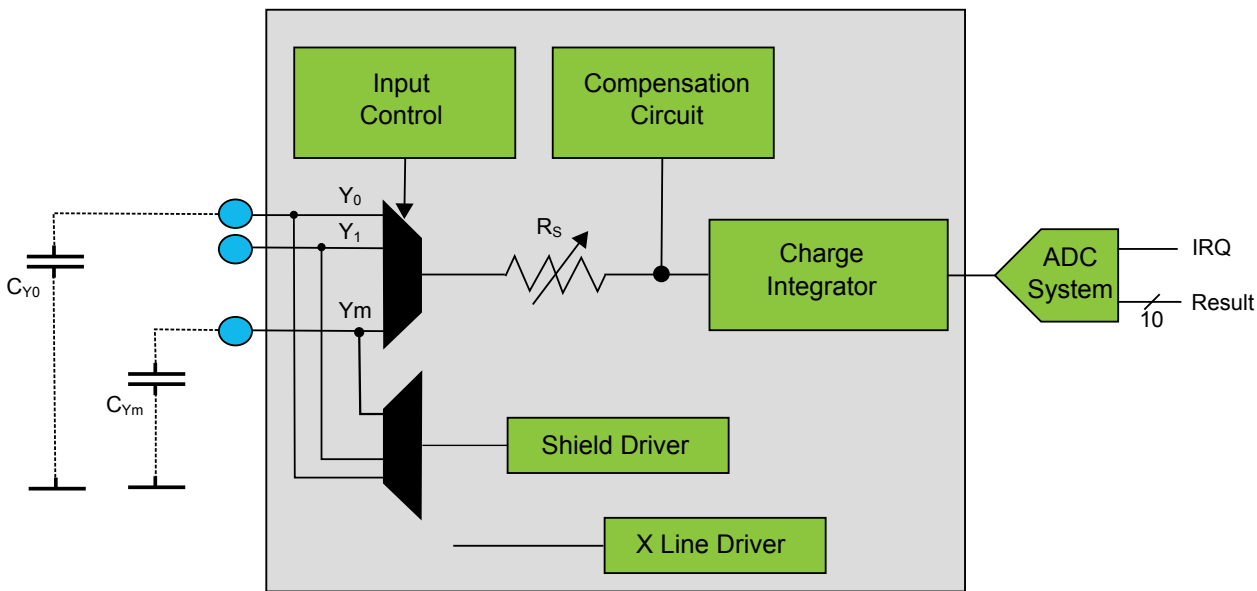 Input
Control
Compensation
Circuit
Y0
Y1
Ym
RS
Charge
Integrator
ADC
System
IRQ
Result
10
CY0
CYm
Shield Driver
X Line Driver